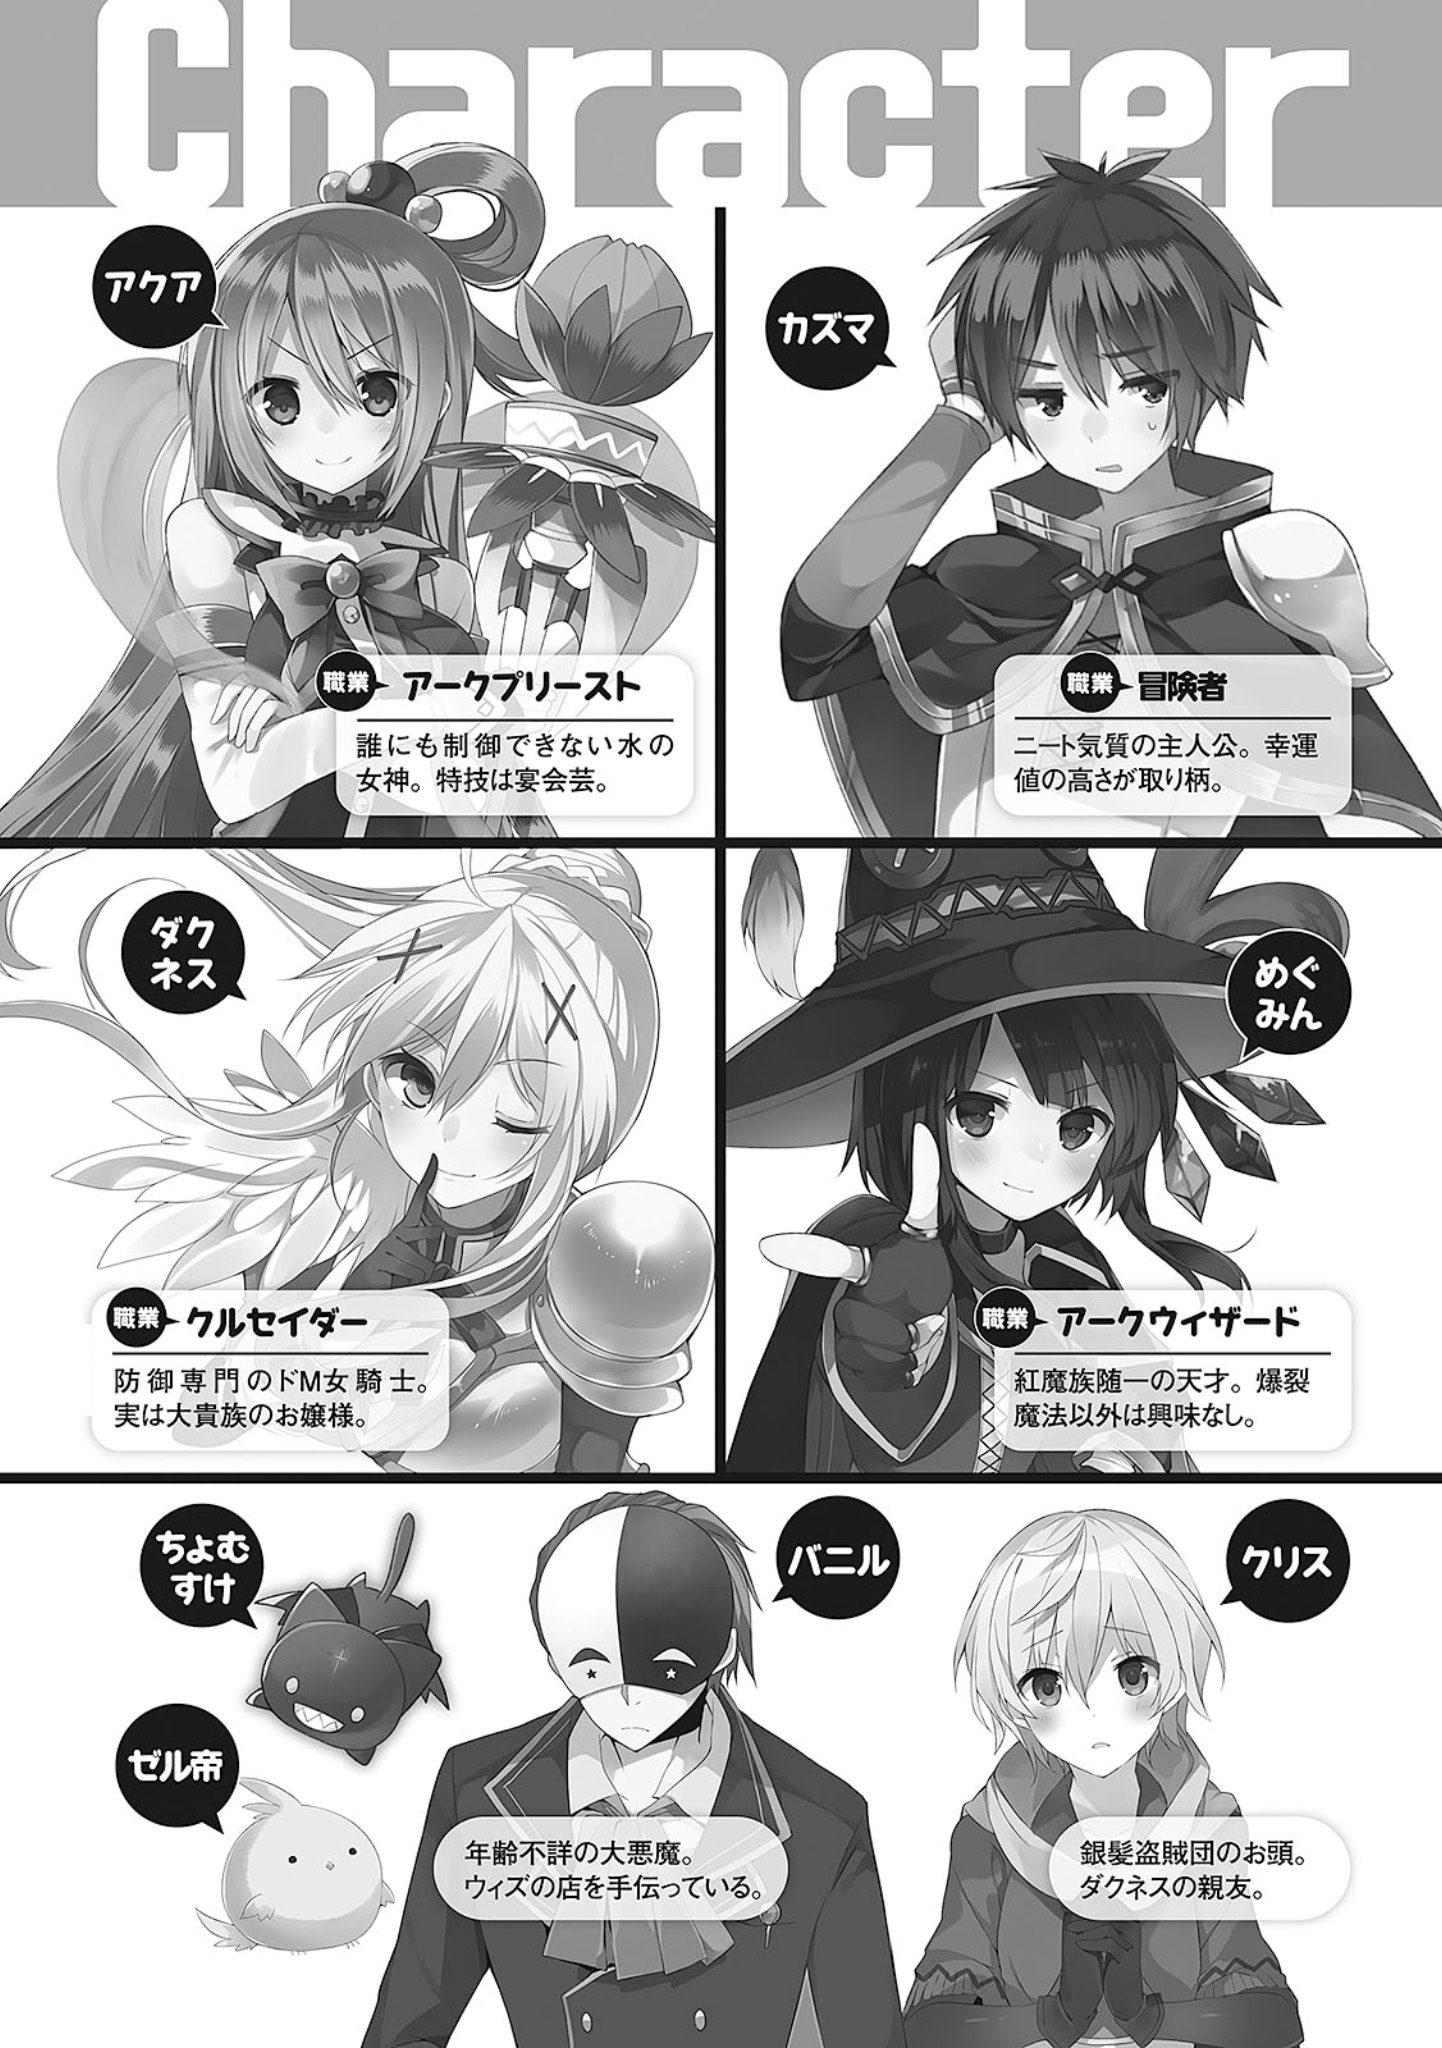 Character
アクア
職業
アークプリースト
誰にも制御できない水の
女神。特技は宴会芸。
カズマ
職業
冒険者
ニート気質の主人公。幸運
値の高さが取り柄。
ダク
ネス
職業
クルセイダー
防御専門のドM女騎士。
実は大貴族のお嬢様。
めぐ
みん
職業
アークウィザード
紅魔族随一の天才。爆裂
魔法以外は興味なし。
ちょむ
すけ
ゼル帝
バニル
年齢不詳の大悪魔。
ウィズの店を手伝っている。
クリス
銀髪盗賊団のお頭。
ダクネスの親友。